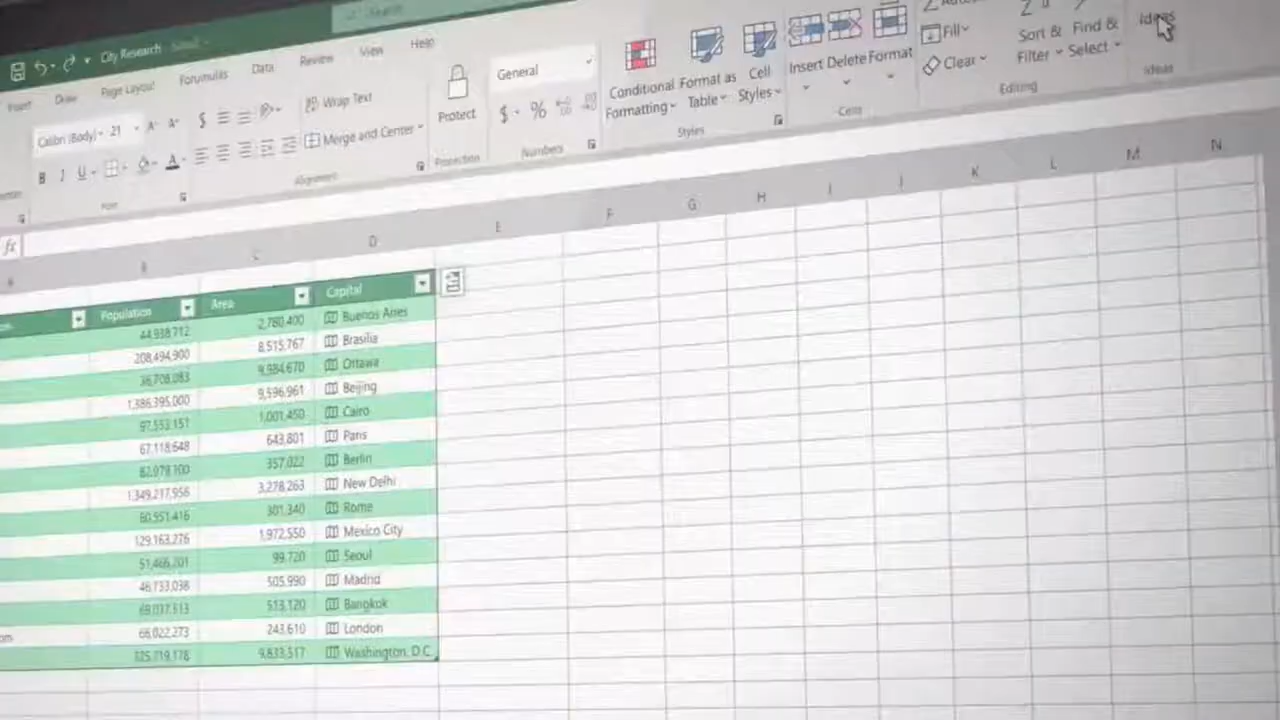 City Research
Search
Insert Draw Page Layout Forumulas Data Review View Help
Calibri (Body) 21 A A $ Wrap Text
B I U A Merge and Center
Font
Alignment
Protect
Protection
General
$ %
Numbers
Conditional Formatting
Format as Table
Cell Styles
Styles
Insert Delete Format
Cells
Fill
Clear
Sort & Filter
Find & Select
Editing
Ideas
Ideas
fx
B C D E F G H I J K L M N
Population Area Capital
44,938,712 2,780,400 Buenos Aires
208,494,900 8,515,767 Brasilia
36,708,083 9,984,670 Ottawa
1,386,395,000 9,596,961 Beijing
97,553,151 1,001,450 Cairo
67,118,648 643,801 Paris
82,979,100 357,022 Berlin
1,349,217,956 3,278,263 New Delhi
60,551,416 301,340 Rome
129,163,276 1,972,550 Mexico City
51,466,201 99,720 Seoul
46,733,038 505,990 Madrid
69,037,513 513,120 Bangkok
66,022,273 243,610 London
325,719,178 9,833,517 Washington, D.C.